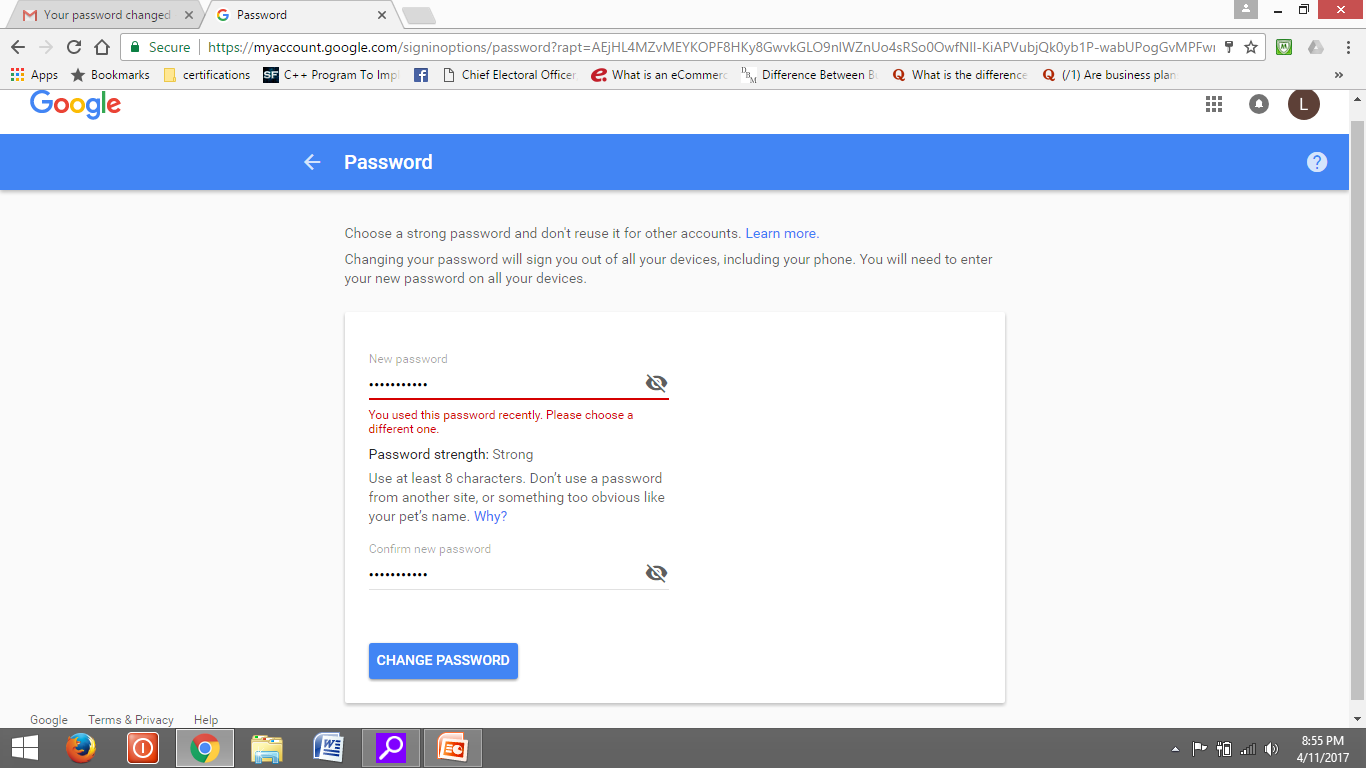 Your password changed
Password
Secure
https://myaccount.google.com/signinoptions/password?rapt=
Apps
Bookmarks
certifications
SF
C++ Program To Impl
Chief Electoral Officer
What is an eCommerc
DBM
Difference Between B
What is the difference
(/1) Are business plan
»
Google
L
Password
?
Choose a strong password and don't reuse it for other accounts. Learn more.
Changing your password will sign you out of all your devices, including your phone. You will need to enter
your new password on all your devices.
New password
•••••••••••
You used this password recently. Please choose a
different one.
Password strength: Strong
Use at least 8 characters. Don’t use a password
from another site, or something too obvious like
your pet’s name. Why?
Confirm new password
•••••••••••
CHANGE PASSWORD
Google Terms & Privacy Help
8:55 PM
4/11/2017